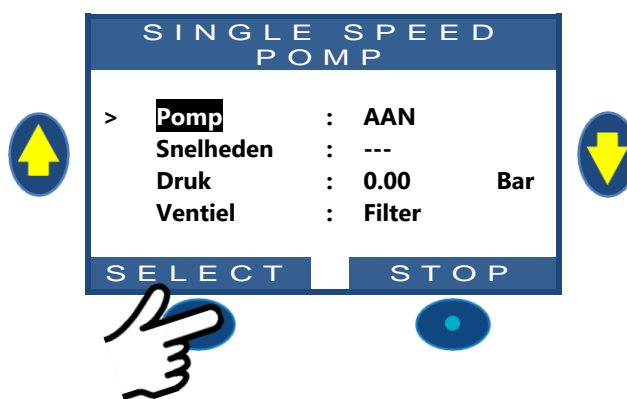 SINGLE SPEED
POMP
> Pomp : AAN
Snelheden : ---
Druk : 0.00 Bar
Ventiel : Filter
SELECT STOP